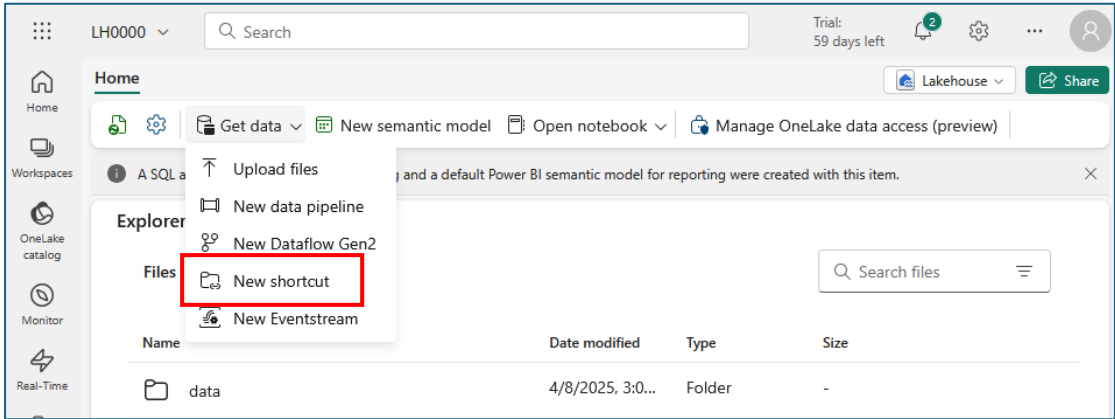 LH0000
Search
Trial:
59 days left
2
Home
Lakehouse
Share
Home
Get data
New semantic model
Open notebook
Manage OneLake data access (preview)
Workspaces
A SQL a
g and a default Power BI semantic model for reporting were created with this item.
Upload files
New data pipeline
New Dataflow Gen2
New shortcut
New Eventstream
Explorer
OneLake
catalog
Files
Search files
Monitor
Name
Date modified
Type
Size
Real-Time
data
4/8/2025, 3:0...
Folder
-